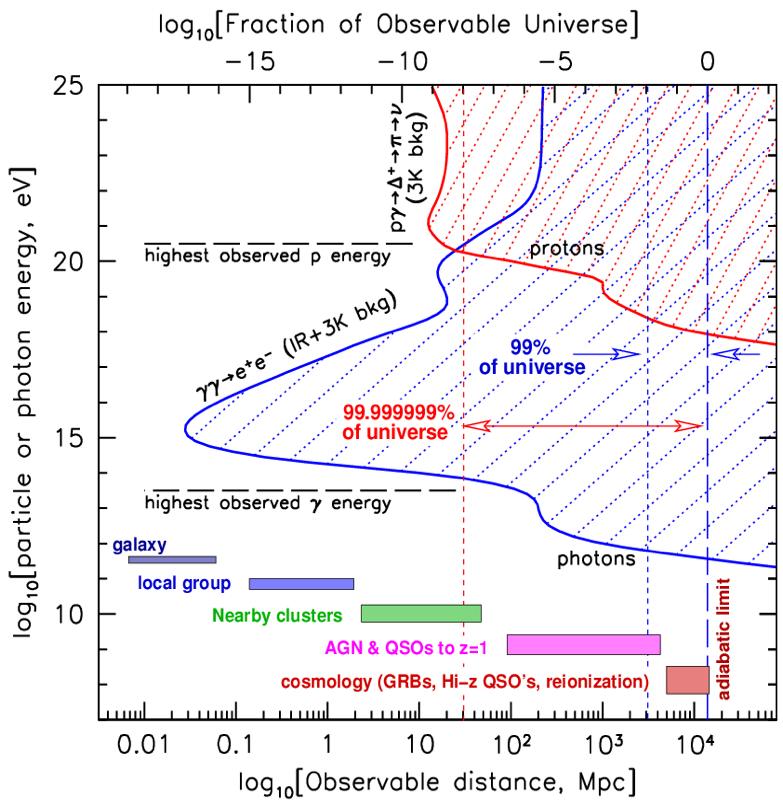 log₁₀[Fraction of Observable Universe]
−15 −10 −5 0
25
20
15
10
log₁₀[particle or photon energy, eV]
pγ→Δ⁺→π→ν
(3K bkg)
highest observed p energy
protons
γγ→e⁺e⁻ (IR+3K bkg)
99%
of universe
99.999999%
of universe
highest observed γ energy
photons
galaxy
local group
Nearby clusters
AGN & QSOs to z=1
cosmology (GRBs, Hi−z QSO's, reionization)
adiabatic limit
0.01 0.1 1 10 10² 10³ 10⁴
log₁₀[Observable distance, Mpc]